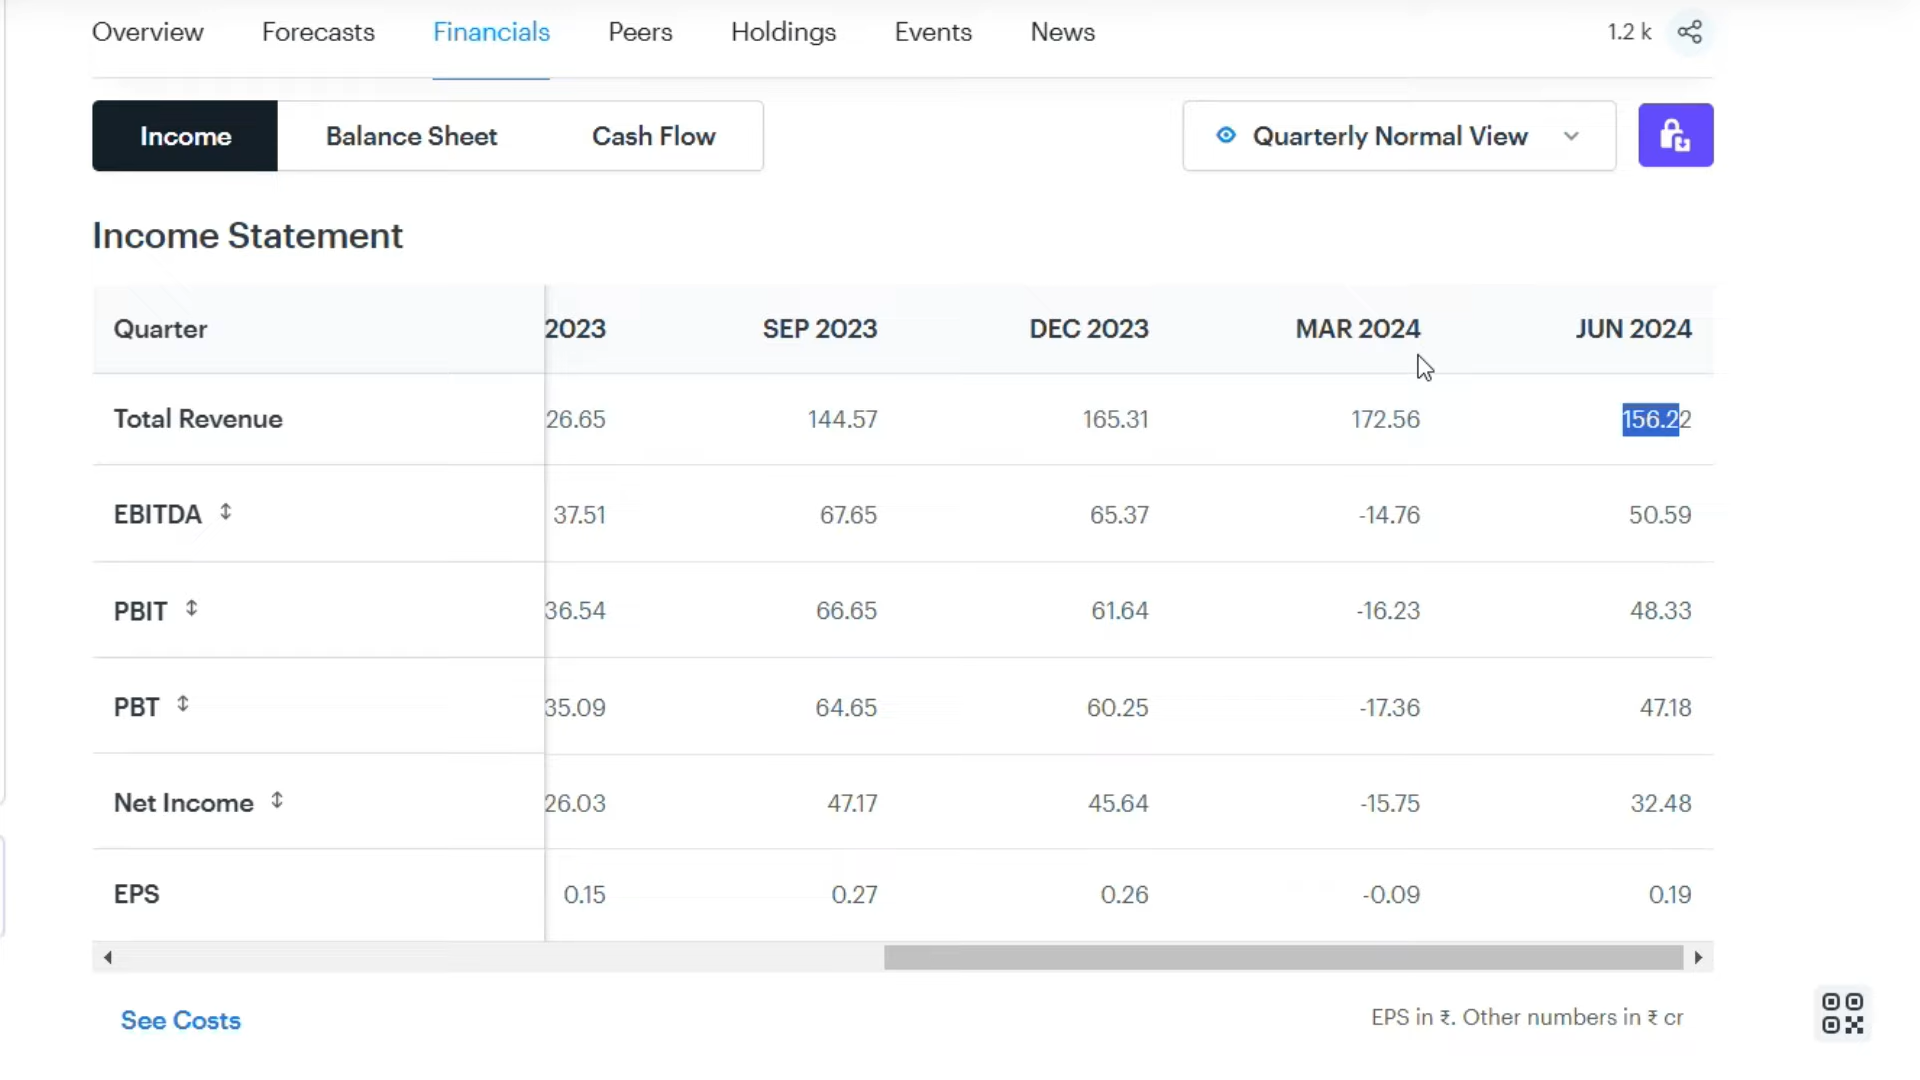 Overview Forecasts Financials Peers Holdings Events News 1.2 k
Income Balance Sheet Cash Flow Quarterly Normal View
Income Statement
Quarter 2023 SEP 2023 DEC 2023 MAR 2024 JUN 2024
Total Revenue 26.65 144.57 165.31 172.56 156.22
EBITDA 37.51 67.65 65.37 -14.76 50.59
PBIT 36.54 66.65 61.64 -16.23 48.33
PBT 35.09 64.65 60.25 -17.36 47.18
Net Income 26.03 47.17 45.64 -15.75 32.48
EPS 0.15 0.27 0.26 -0.09 0.19
See Costs EPS in ₹. Other numbers in ₹ cr